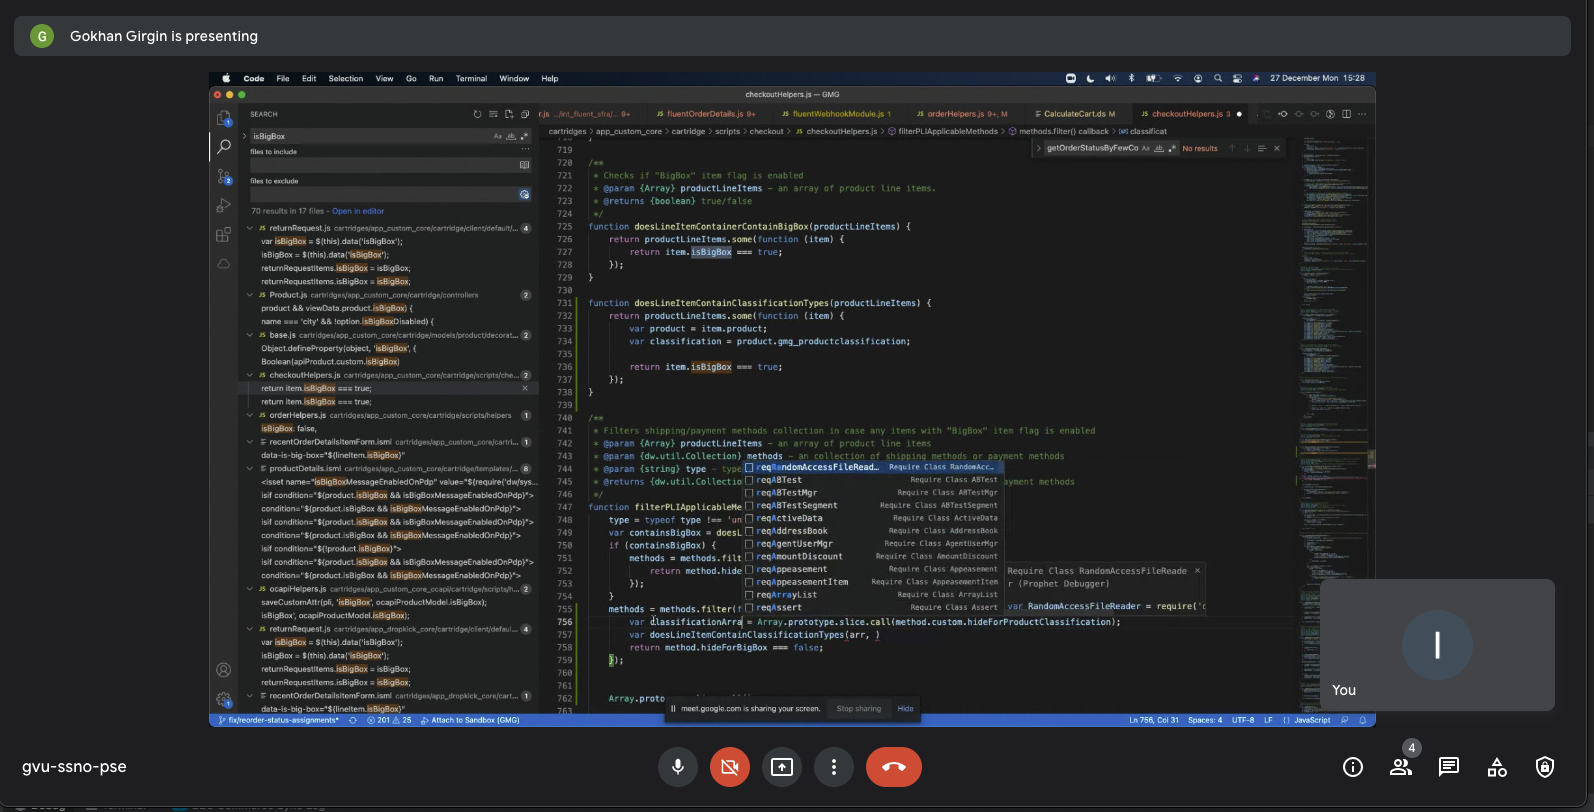 G
Gokhan Girgin is presenting
Code File Edit Selection View Go Run Terminal Window Help
27 December Mon 15:28
checkoutHelpers.js — GMG
SEARCH
r.js .../int_fluent_sfra/... 9+
fluentOrderDetails.js 9+
fluentWebhookModule.js 1
orderHelpers.js 9+, M
CalculateCart.ds M
checkoutHelpers.js 3
isBigBox
files to include
files to exclude
cartridges > app_custom_core > cartridge > scripts > checkout > JS checkoutHelpers.js > filterPLIApplicableMethods > methods.filter() callback > classificat
getOrderStatusByFewCo
No results
70 results in 17 files - Open in editor
JS returnRequest.js cartridges/app_custom_core/cartridge/client/default/... 4
var isBigBox = $(this).data('isBigBox');
isBigBox = $(this).data('isBigBox');
returnRequestItems.isBigBox = isBigBox;
returnRequestItems.isBigBox = isBigBox;
JS Product.js cartridges/app_custom_core/cartridge/controllers 2
product && viewData.product.isBigBox) {
name === 'city' && !option.isBigBoxDisabled) {
JS base.js cartridges/app_custom_core/cartridge/models/product/decorat... 2
Object.defineProperty(object, 'isBigBox', {
Boolean(apiProduct.custom.isBigBox)
JS checkoutHelpers.js cartridges/app_custom_core/cartridge/scripts/che... 2
return item.isBigBox === true;
return item.isBigBox === true;
JS orderHelpers.js cartridges/app_custom_core/cartridge/scripts/helpers 1
isBigBox: false,
recentOrderDetailsItemForm.isml cartridges/app_custom_core/cartri... 1
data-is-big-box="${lineItem.isBigBox}"
productDetails.isml cartridges/app_custom_core/cartridge/templates/... 8
<isset name="isBigBoxMessageEnabledOnPdp" value="${require('dw/sys...
isif condition="${product.isBigBox && isBigBoxMessageEnabledOnPdp}">
condition="${product.isBigBox && isBigBoxMessageEnabledOnPdp}">
isif condition="${product.isBigBox && isBigBoxMessageEnabledOnPdp}">
condition="${product.isBigBox && isBigBoxMessageEnabledOnPdp}">
isif condition="${!product.isBigBox}">
isif condition="${product.isBigBox && isBigBoxMessageEnabledOnPdp}">
condition="${product.isBigBox && isBigBoxMessageEnabledOnPdp}">
JS ocapiHelpers.js cartridges/app_custom_core/cartridge/scripts/h... 2
saveCustomAttr(pli, 'isBigBox', ocapiProductModel.isBigBox);
isBigBox', ocapiProductModel.isBigBox);
JS returnRequest.js cartridges/app_dropkick_core/cartridge/client/defaul... 4
var isBigBox = $(this).data('isBigBox');
isBigBox = $(this).data('isBigBox');
returnRequestItems.isBigBox = isBigBox;
returnRequestItems.isBigBox = isBigBox;
recentOrderDetailsItemForm.isml cartridges/app_dropkick_core/cart... 1
data-is-big-box="${lineItem.isBigBox}"
719
720 /**
721 * Checks if "BigBox" item flag is enabled
722 * @param {Array} productLineItems - an array of product line items.
723 * @returns {boolean} true/false
724 */
725 function doesLineItemContainerContainBigBox(productLineItems) {
726 return productLineItems.some(function (item) {
727 return item.isBigBox === true;
728 });
729 }
730
731 function doesLineItemContainClassificationTypes(productLineItems) {
732 return productLineItems.some(function (item) {
733 var product = item.product;
734 var classification = product.gmg_productclassification;
735
736 return item.isBigBox === true;
737 });
738 }
739
740 /**
741 * Filters shipping/payment methods collection in case any items with "BigBox" item flag is enabled
742 * @param {Array} productLineItems - an array of product line items
743 * @param {dw.util.Collection} methods - an collection of shipping methods or payment methods
744 * @param {string} type - type
745 * @returns {dw.util.Collectio ayment methods
746 */
747 function filterPLIApplicableMe
748 type = typeof type !== 'un
749 var containsBigBox = doesL
750 if (containsBigBox) {
751 methods = methods.filt
752 return method.hide
753 });
754 }
755 methods = methods.filter(f
756 var classificationArra = Array.prototype.slice.call(method.custom.hideForProductClassification);
757 var doesLineItemContainClassificationTypes(arr, )
758 return method.hideForBigBox === false;
759 });
760
761
762 Array.proto
763
reqRandomAccessFileRead... Require Class RandomAcc...
reqABTest Require Class ABTest
reqABTestMgr Require Class ABTestMgr
reqABTestSegment Require Class ABTestSegment
reqActiveData Require Class ActiveData
reqAddressBook Require Class AddressBook
reqAgentUserMgr Require Class AgentUserMgr
reqAmountDiscount Require Class AmountDiscount
reqAppeasement Require Class Appeasement
reqAppeasementItem Require Class AppeasementItem
reqArrayList Require Class ArrayList
reqAssert Require Class Assert
Require Class RandomAccessFileReade
r (Prophet Debugger)
var RandomAccessFileReader = require('d
meet.google.com is sharing your screen. Stop sharing Hide
fix/reorder-status-assignments* 201 25 Attach to Sandbox (GMG)
Ln 756, Col 31 Spaces: 4 UTF-8 LF {} JavaScript
I
You
gvu-ssno-pse
4